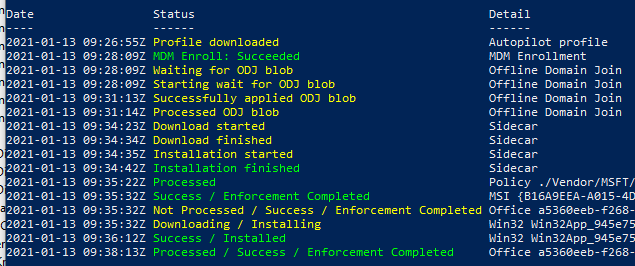 Date Status Detail
---- ------ ------
2021-01-13 09:26:55Z Profile downloaded Autopilot profile
2021-01-13 09:28:09Z MDM Enroll: Succeeded MDM Enrollment
2021-01-13 09:28:09Z Waiting for ODJ blob Offline Domain Join
2021-01-13 09:28:09Z Starting wait for ODJ blob Offline Domain Join
2021-01-13 09:31:13Z Successfully applied ODJ blob Offline Domain Join
2021-01-13 09:31:14Z Processed ODJ blob Offline Domain Join
2021-01-13 09:34:23Z Download started Sidecar
2021-01-13 09:34:34Z Download finished Sidecar
2021-01-13 09:34:35Z Installation started Sidecar
2021-01-13 09:34:42Z Installation finished Sidecar
2021-01-13 09:35:22Z Processed Policy ./Vendor/MSFT/
2021-01-13 09:35:22Z Success / Enforcement Completed MSI {B16A9EEA-A015-4D
2021-01-13 09:35:22Z Not Processed / Success / Enforcement Completed Office a5360eeb-f268-
2021-01-13 09:35:32Z Downloading / Installing Win32 Win32App_945e75
2021-01-13 09:36:12Z Success / Installed Win32 Win32App_945e75
2021-01-13 09:38:13Z Processed / Success / Enforcement Completed Office a5360eeb-f268-